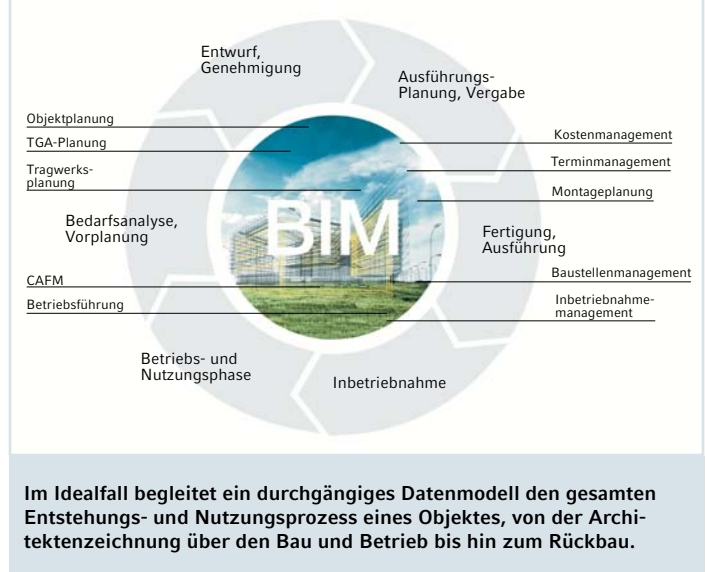 Entwurf,
Genehmigung
Ausführungs-
Planung, Vergabe
Objektplanung
TGA-Planung
Tragwerks-
planung
Kostenmanagement
Terminmanagement
Montageplanung
BIM
Bedarfsanalyse,
Vorplanung
Fertigung,
Ausführung
CAFM
Betriebsführung
Baustellenmanagement
Inbetriebnahme-
management
Betriebs- und
Nutzungsphase
Inbetriebnahme
Im Idealfall begleitet ein durchgängiges Datenmodell den gesamten
Entstehungs- und Nutzungsprozess eines Objektes, von der Archi-
tektenzeichnung über den Bau und Betrieb bis hin zum Rückbau.